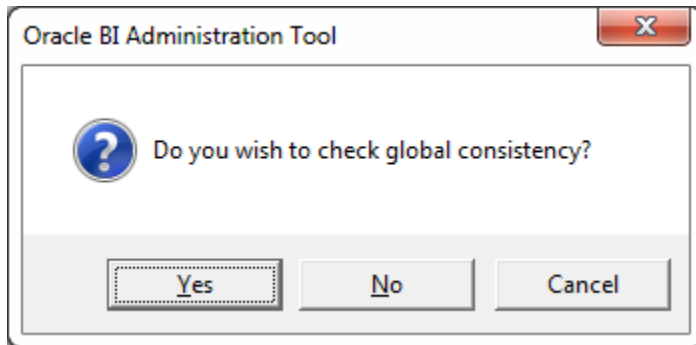 Oracle BI Administration Tool
Do you wish to check global consistency?
Yes
No
Cancel